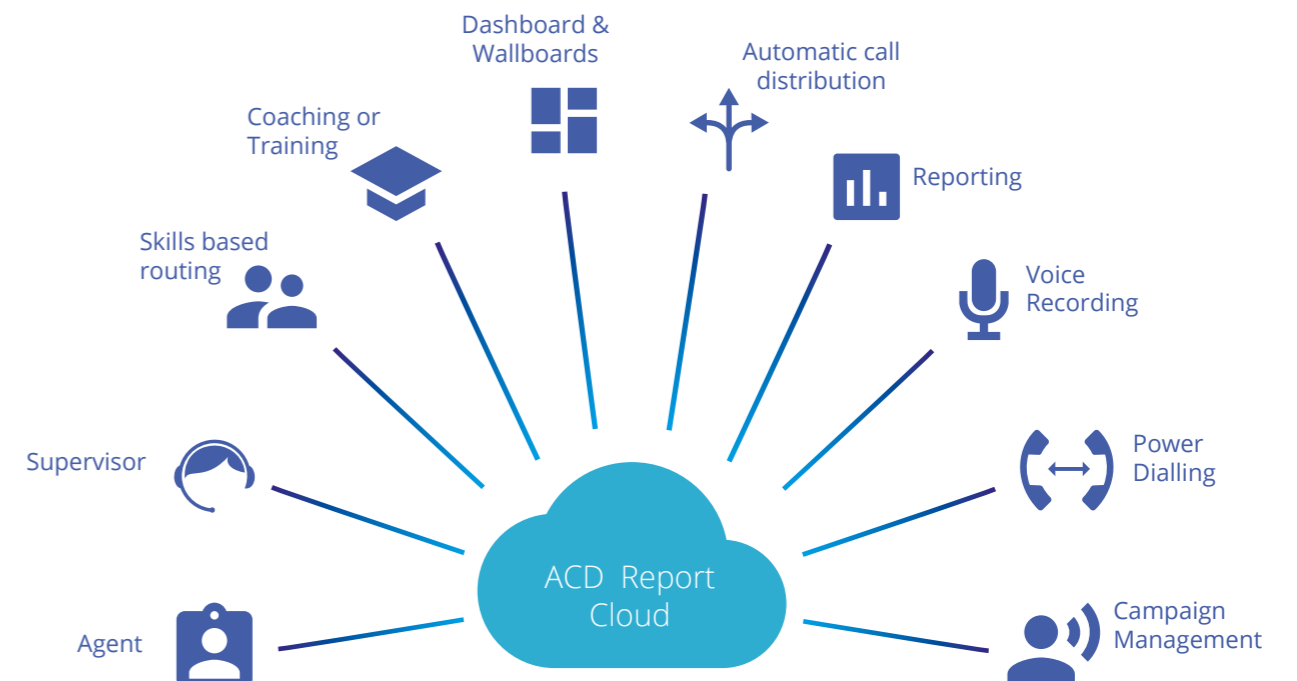 Dashboard &
Wallboards
Automatic call
distribution
Coaching or
Training
Reporting
Skills based
routing
Voice
Recording
Supervisor
Power
Dialling
ACD Report
Cloud
Agent
Campaign
Management